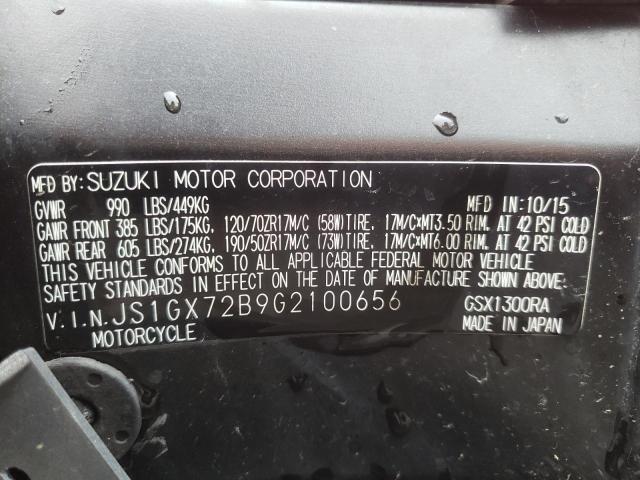 MFD BY: SUZUKI MOTOR CORPORATION MFD IN: 10/15
GVWR 990 LBS/449KG
GAWR FRONT 385 LBS/175KG, 120/70ZR17M/C (58W)TIRE, 17M/C×MT3.50 RIM. AT 42 PSI COLD
GAWR REAR 605 LBS/274KG, 190/50ZR17M/C (73W)TIRE, 17M/C×MT6.00 RIM. AT 42 PSI COLD
THIS VEHICLE CONFORMS TO ALL APPLICABLE FEDERAL MOTOR VEHICLE
SAFETY STANDARDS IN EFFECT ON THE DATE OF MANUFACTURE SHOWN ABOVE.
V.I.N. JS1GX72B9G2100656 GSX1300RA
MOTORCYCLE MADE IN JAPAN